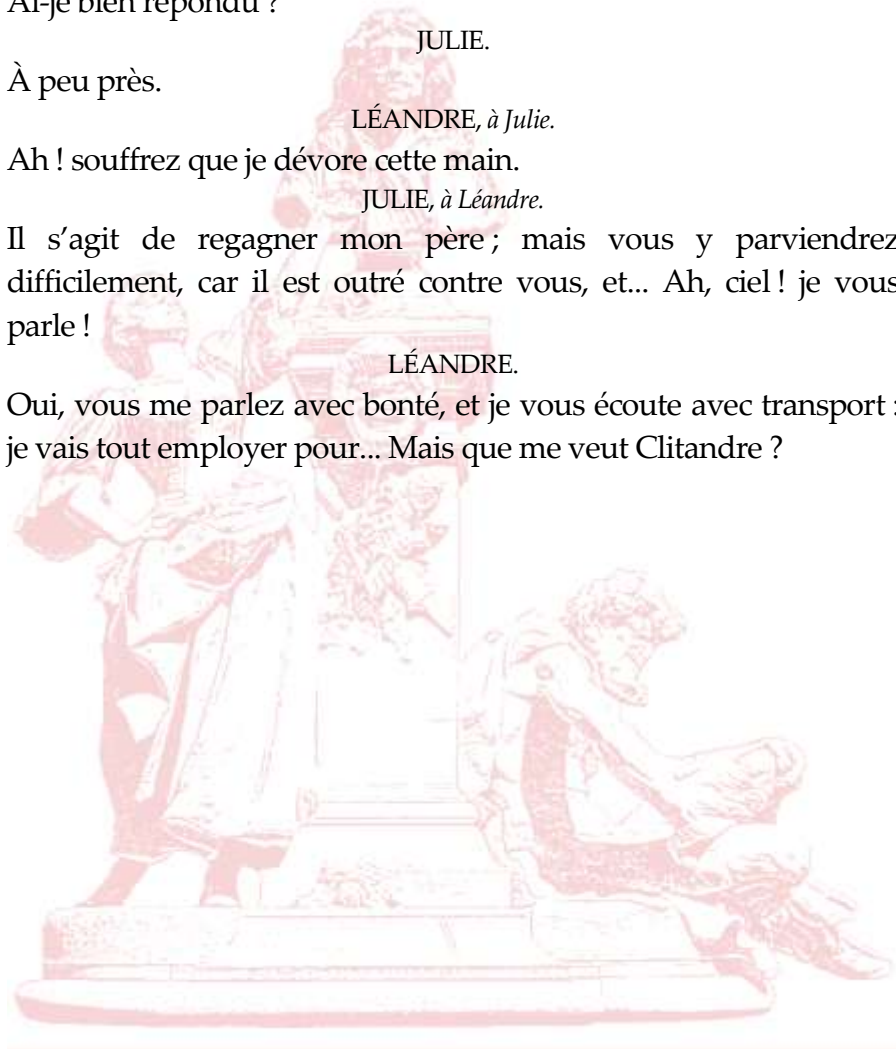 Ai-je bien répondu ?
JULIE.
À peu près.
LÉANDRE, à Julie.
Ah ! souffrez que je dévore cette main.
JULIE, à Léandre.
Il s’agit de regagner mon père ; mais vous y parviendrez
difficilement, car il est outré contre vous, et... Ah, ciel ! je vous
parle !
LÉANDRE.
Oui, vous me parlez avec bonté, et je vous écoute avec transport :
je vais tout employer pour... Mais que me veut Clitandre ?